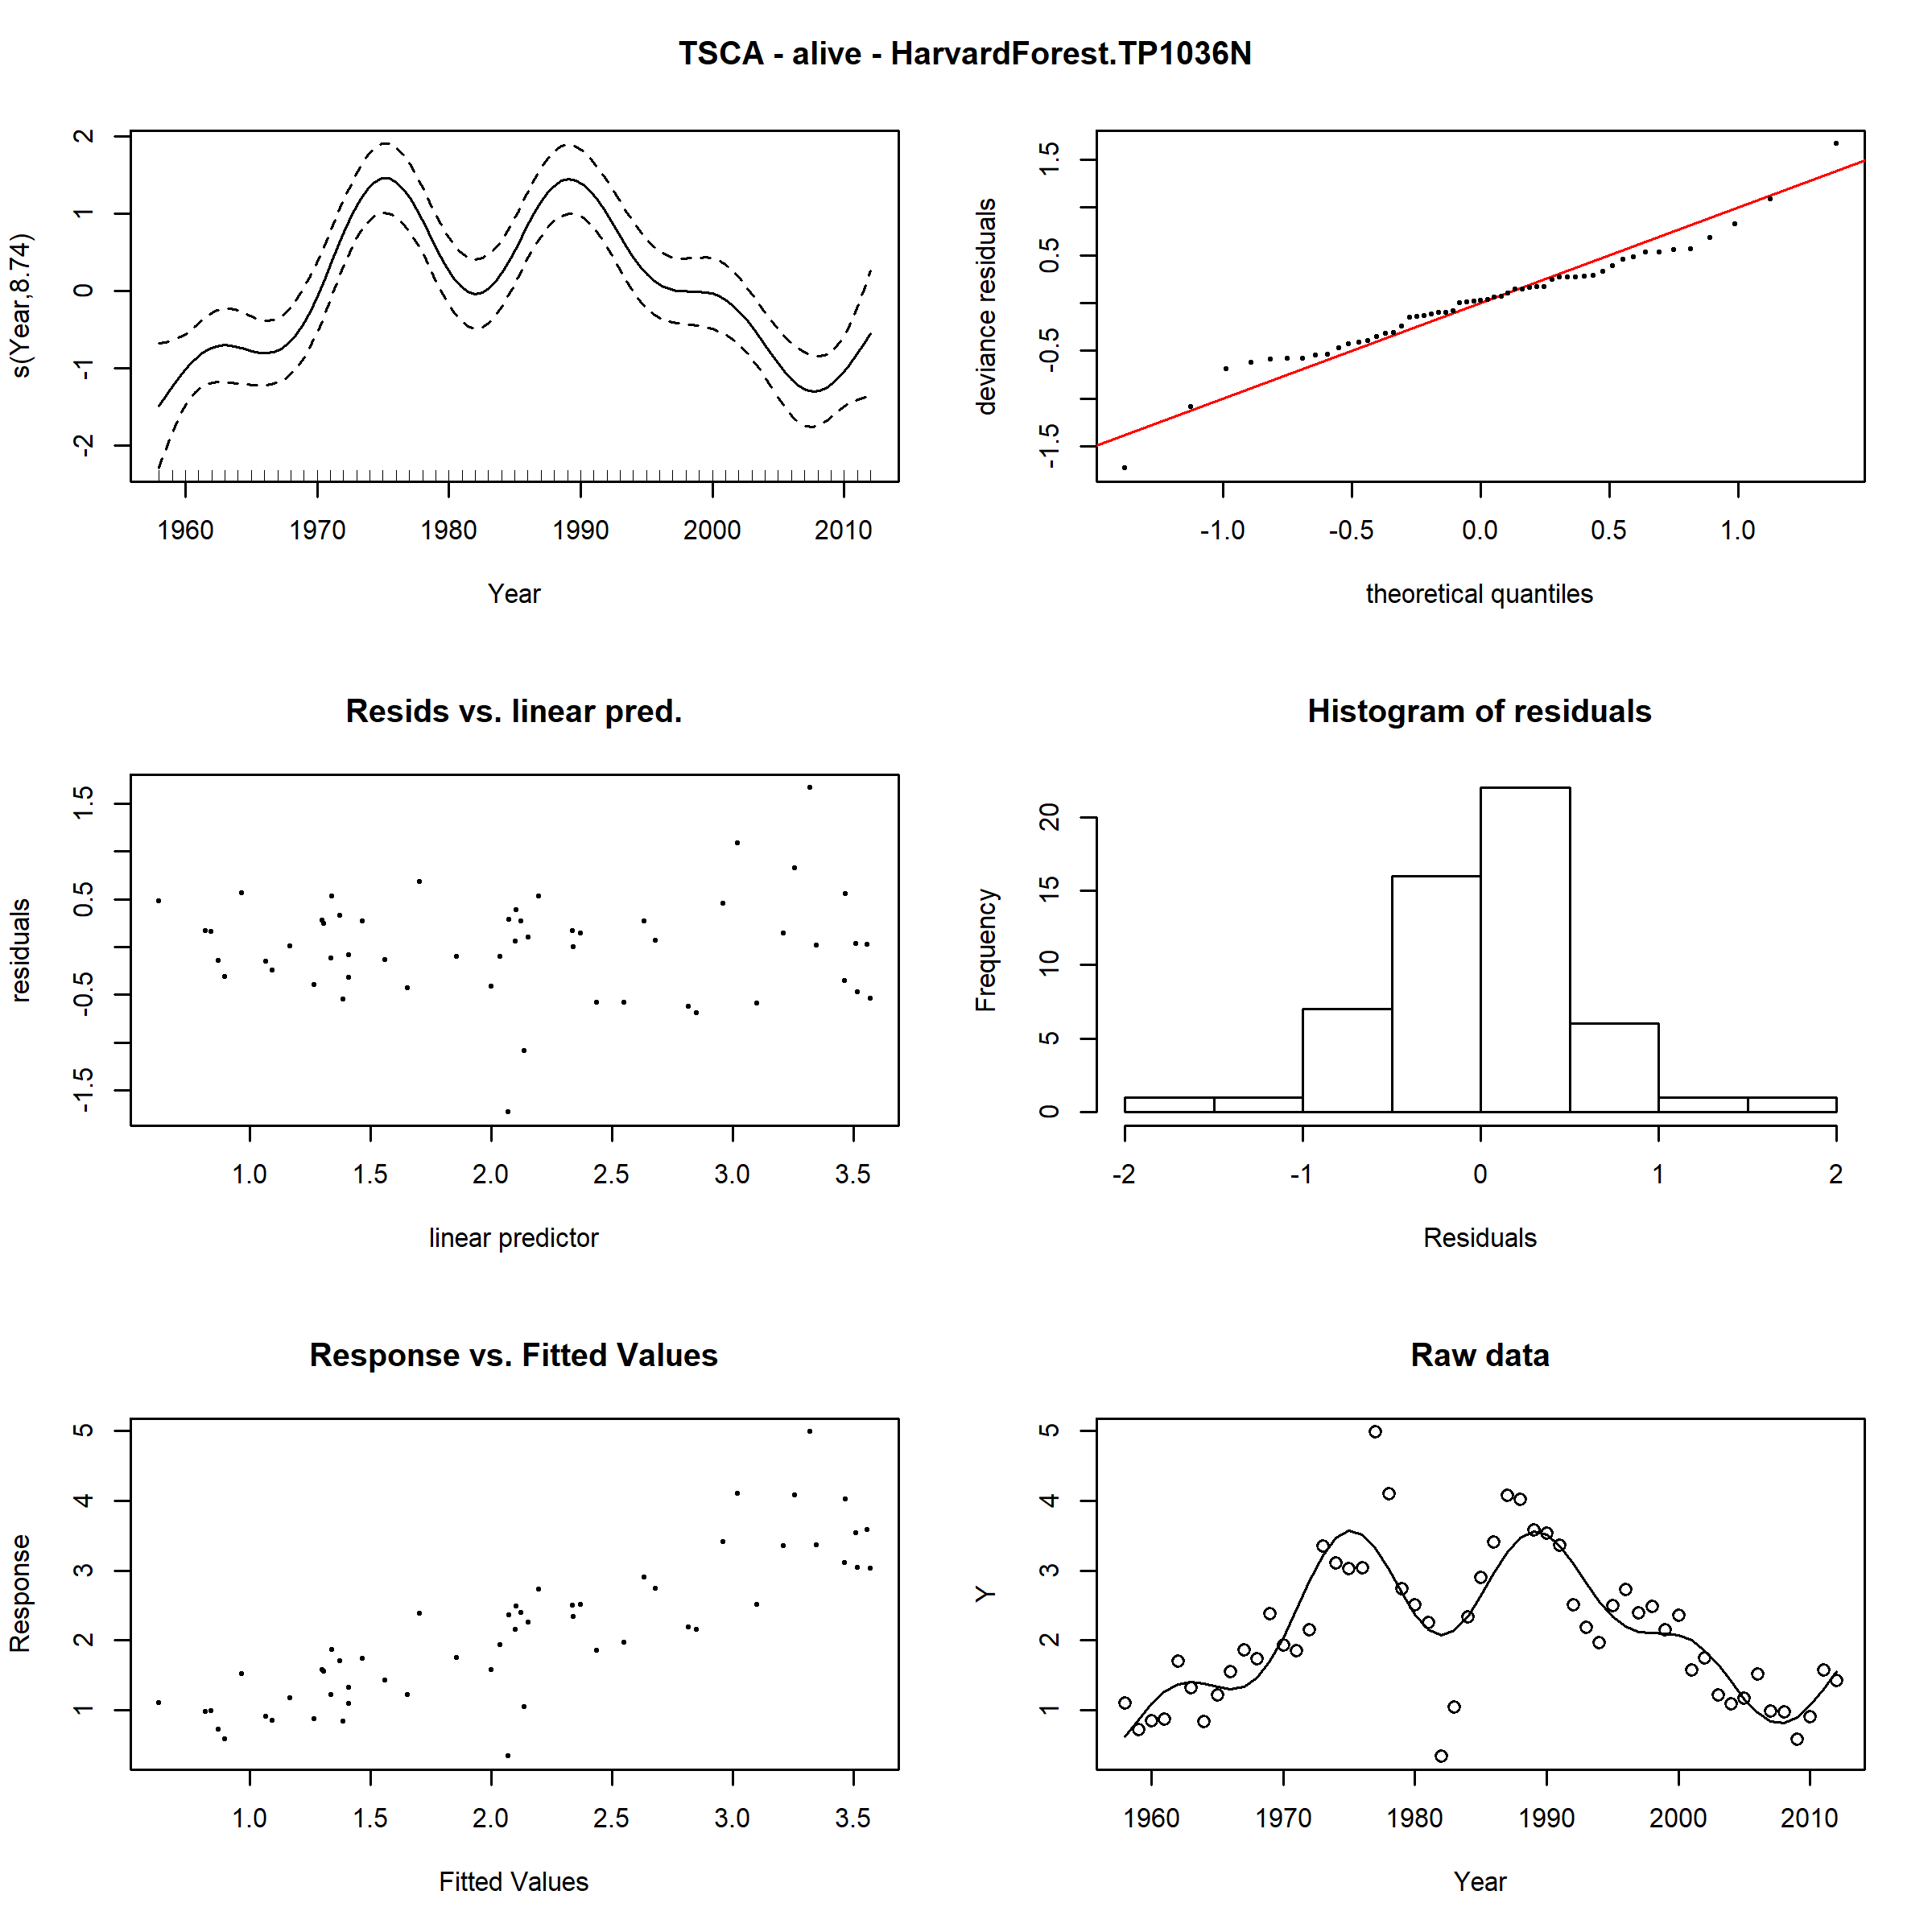 TSCA - alive - HarvardForest.TP1036N
s(Year,8.74)
2
1
0
-1
-2
1960 1970 1980 1990 2000 2010
Year
deviance residuals
1.5
0.5
-0.5
-1.5
-1.0 -0.5 0.0 0.5 1.0
theoretical quantiles
Resids vs. linear pred.
residuals
1.5
0.5
-0.5
-1.5
1.0 1.5 2.0 2.5 3.0 3.5
linear predictor
Histogram of residuals
Frequency
20
15
10
5
0
-2 -1 0 1 2
Residuals
Response vs. Fitted Values
Response
5
4
3
2
1
1.0 1.5 2.0 2.5 3.0 3.5
Fitted Values
Raw data
Y
5
4
3
2
1
1960 1970 1980 1990 2000 2010
Year